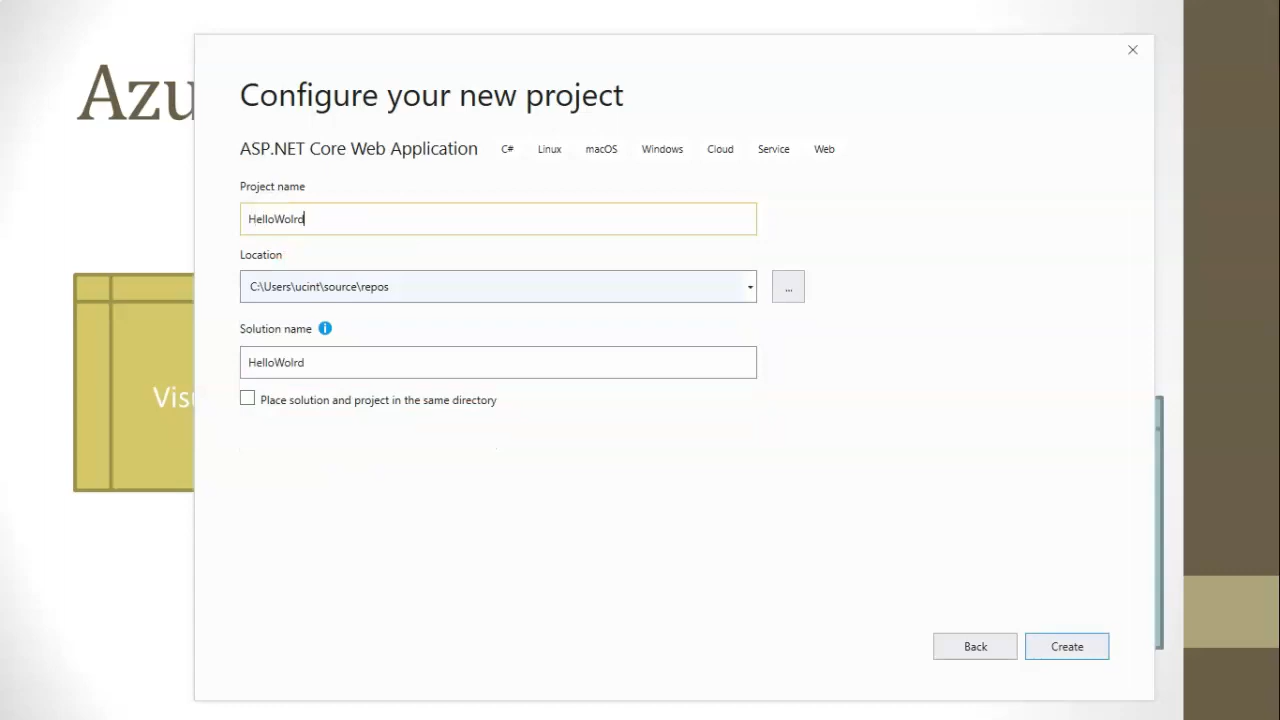 Azu
Configure your new project
ASP.NET Core Web Application C# Linux macOS Windows Cloud Service Web
Project name
HelloWolrd
Location
C:\Users\ucint\source\repos
...
Solution name i
HelloWolrd
Place solution and project in the same directory
Visu
Back Create